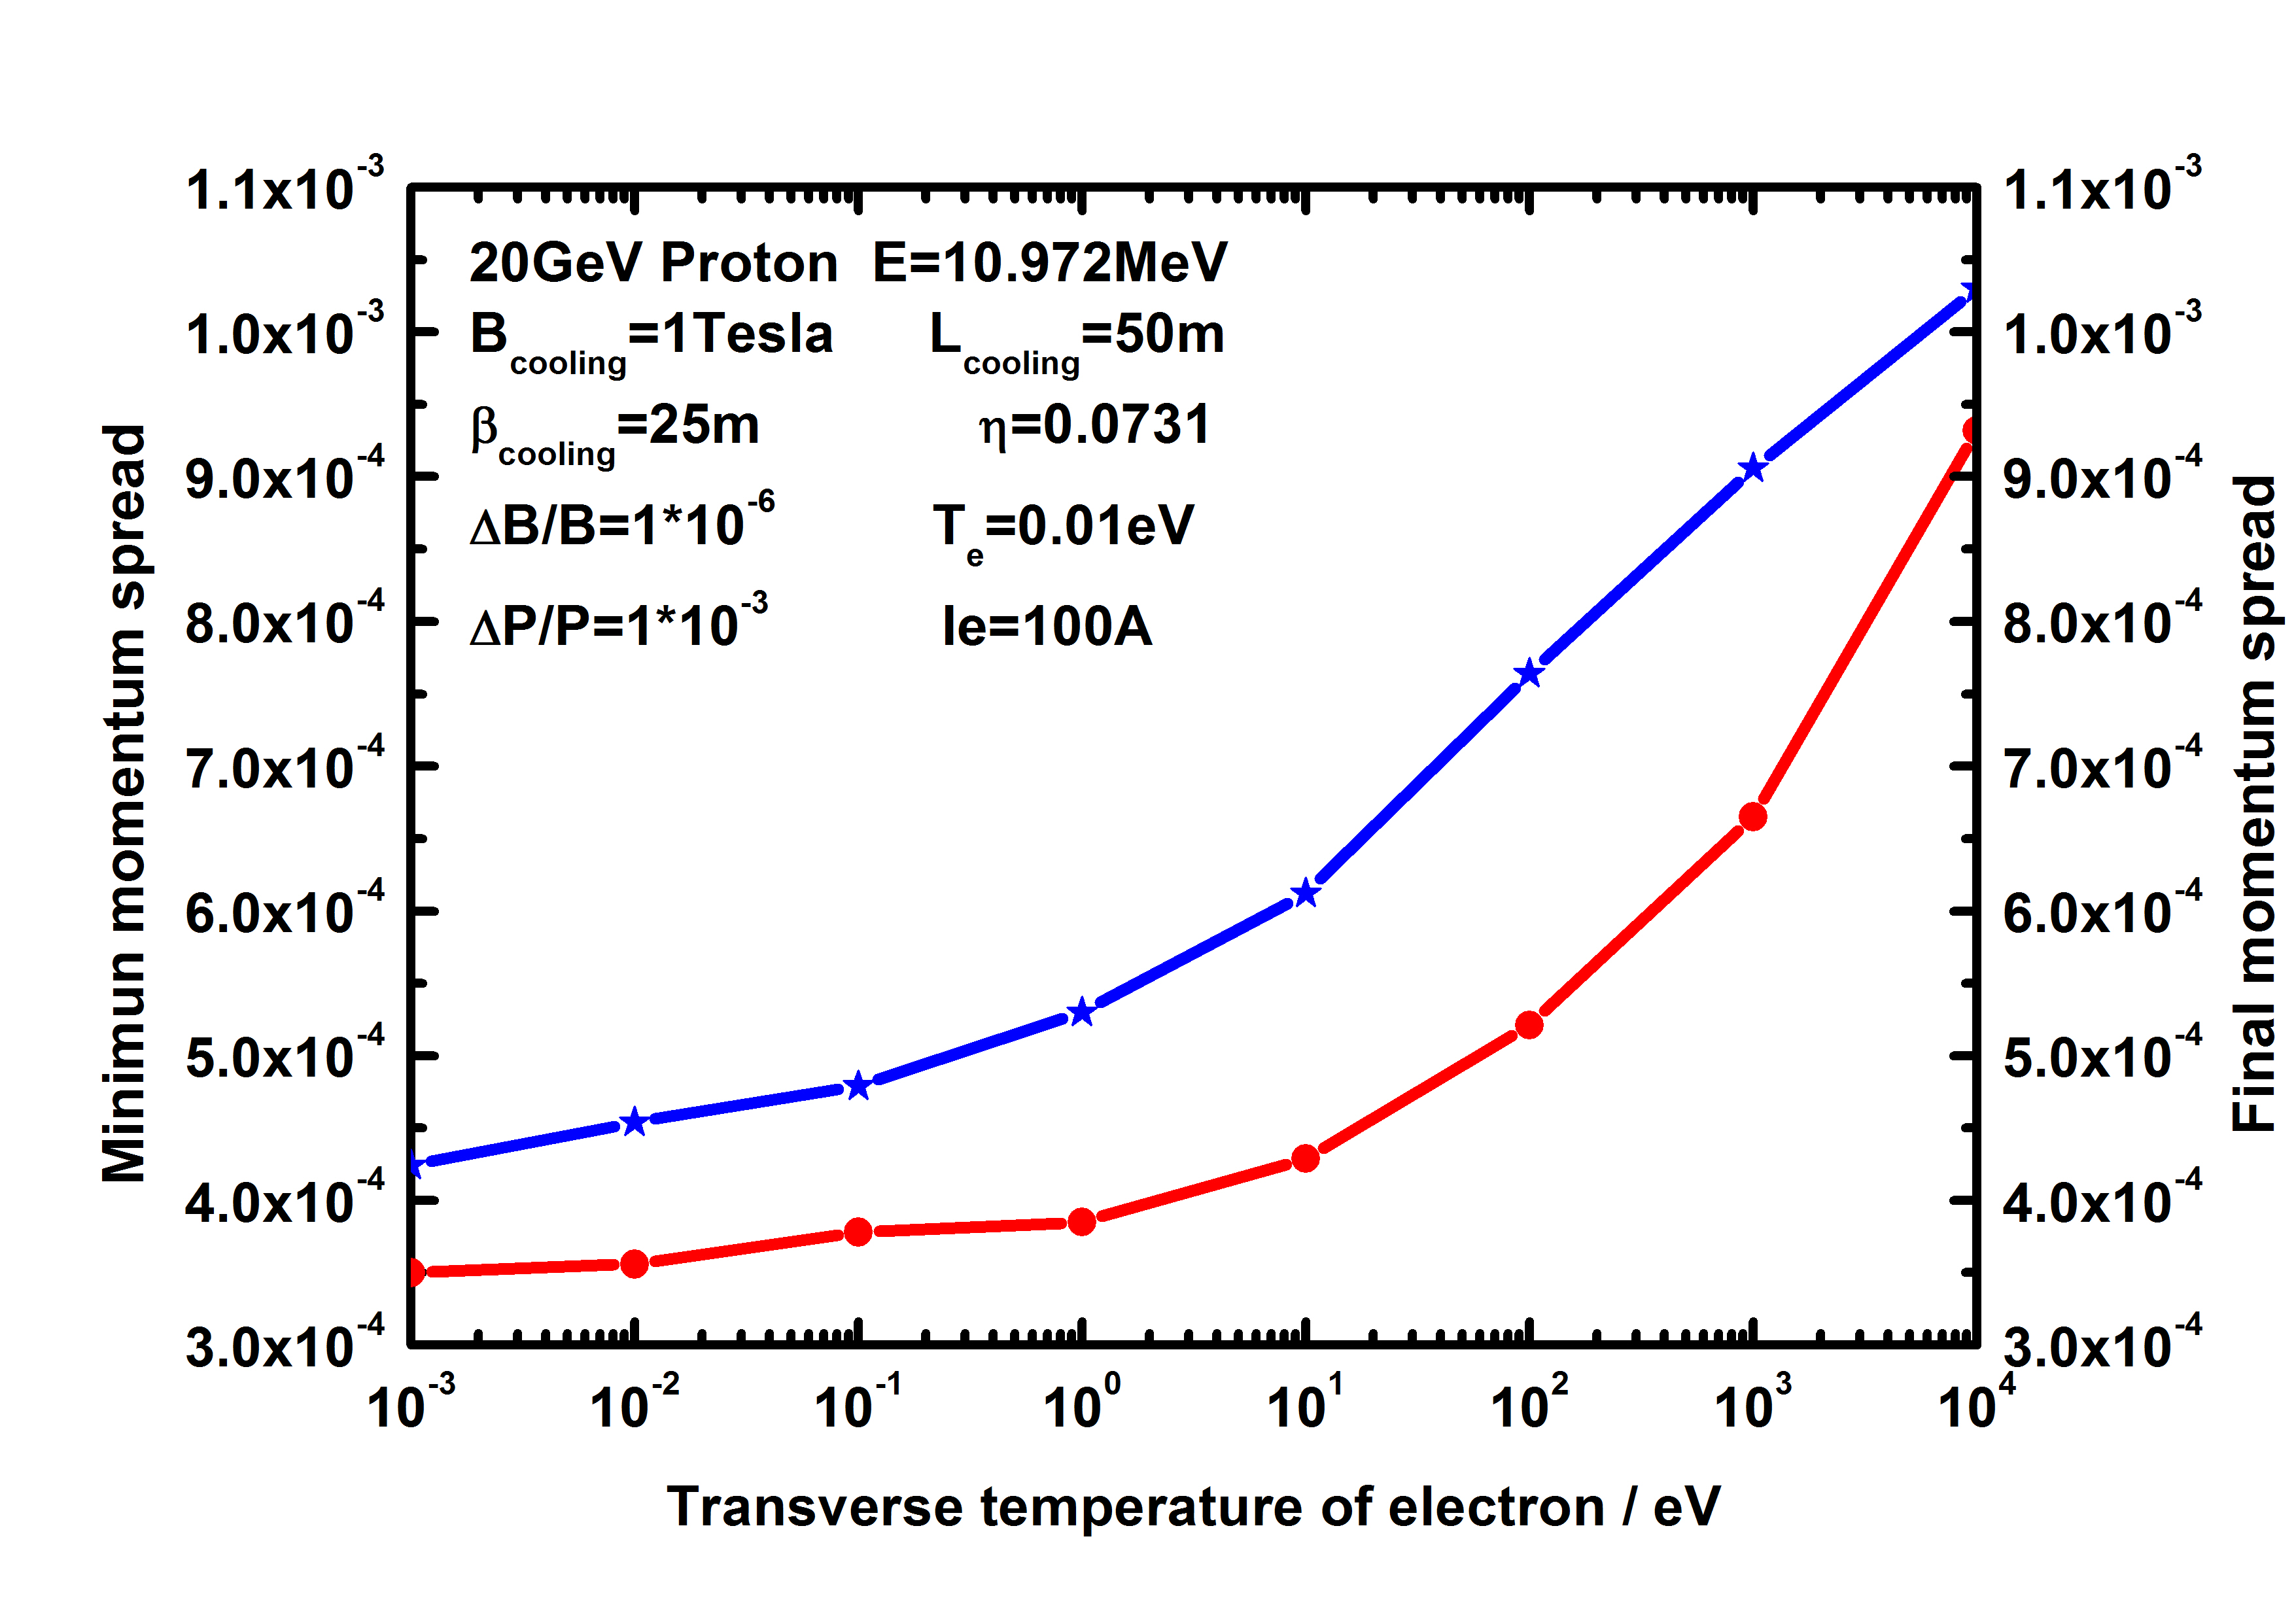 1.1x10-3
1.0x10-3
9.0x10-4
8.0x10-4
7.0x10-4
6.0x10-4
5.0x10-4
4.0x10-4
3.0x10-4
Minimun momentum spread
20GeV Proton E=10.972MeV
Bcooling=1Tesla Lcooling=50m
βcooling=25m η=0.0731
ΔB/B=1*10-6 Te=0.01eV
ΔP/P=1*10-3 Ie=100A
1.1x10-3
1.0x10-3
9.0x10-4
8.0x10-4
7.0x10-4
6.0x10-4
5.0x10-4
4.0x10-4
3.0x10-4
Final momentum spread
10-3 10-2 10-1 100 101 102 103 104
Transverse temperature of electron / eV